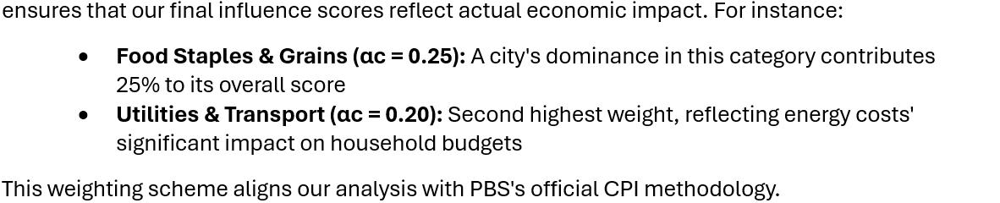 ensures that our final influence scores reflect actual economic impact. For instance:
• Food Staples & Grains (αc = 0.25): A city's dominance in this category contributes
25% to its overall score
• Utilities & Transport (αc = 0.20): Second highest weight, reflecting energy costs'
significant impact on household budgets
This weighting scheme aligns our analysis with PBS's official CPI methodology.